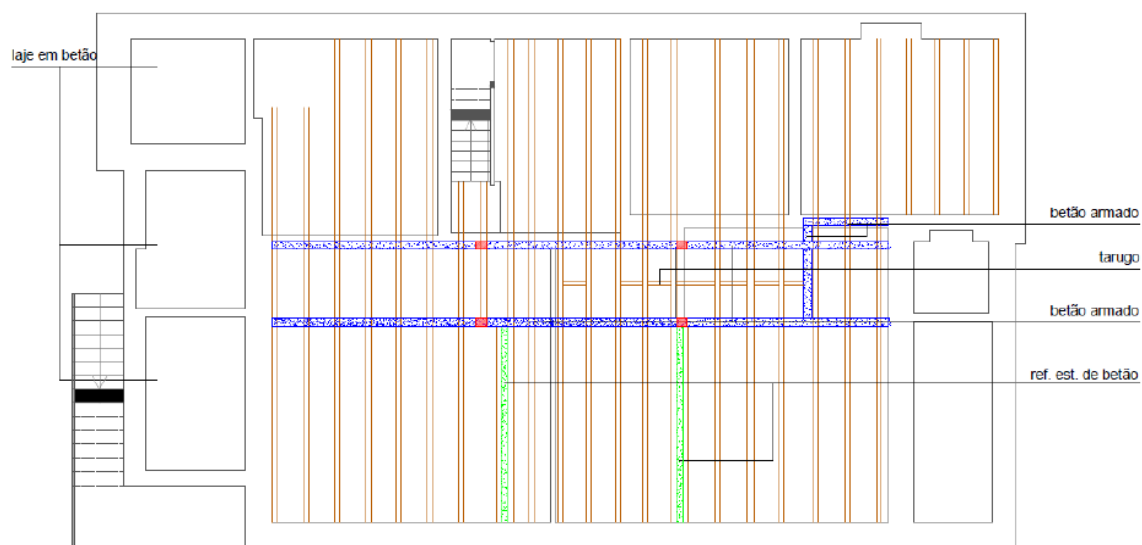 laje em betão
betão armado
tarugo
betão armado
ref. est. de betão